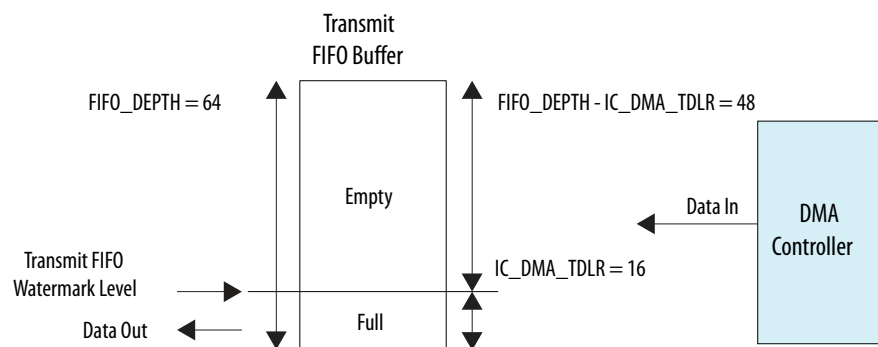 Transmit
FIFO Buffer
FIFO_DEPTH = 64
FIFO_DEPTH - IC_DMA_TDLR = 48
Empty
Data In
DMA
Controller
Transmit FIFO
Watermark Level
IC_DMA_TDLR = 16
Data Out
Full